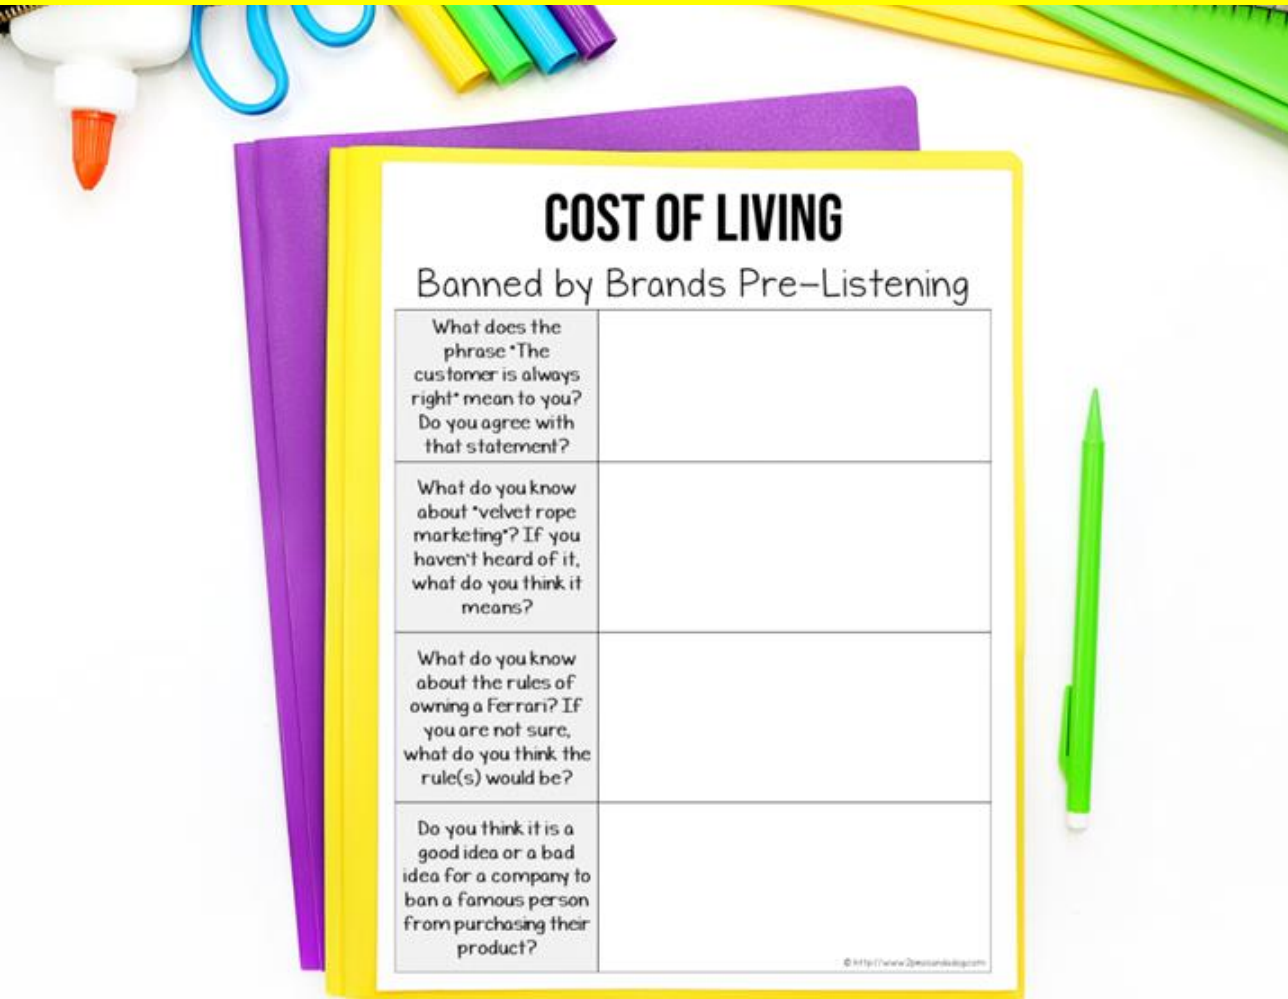 COST OF LIVING
Banned by Brands Pre-Listening
What does the
phrase "The
customer is always
right" mean to you?
Do you agree with
that statement?
What do you know
about "velvet rope
marketing"? If you
haven't heard of it,
what do you think it
means?
What do you know
about the rules of
owning a Ferrari? If
you are not sure,
what do you think the
rule(s) would be?
Do you think it is a
good idea or a bad
idea for a company to
ban a famous person
from purchasing their
product?
© http://www.2peasandadog.com